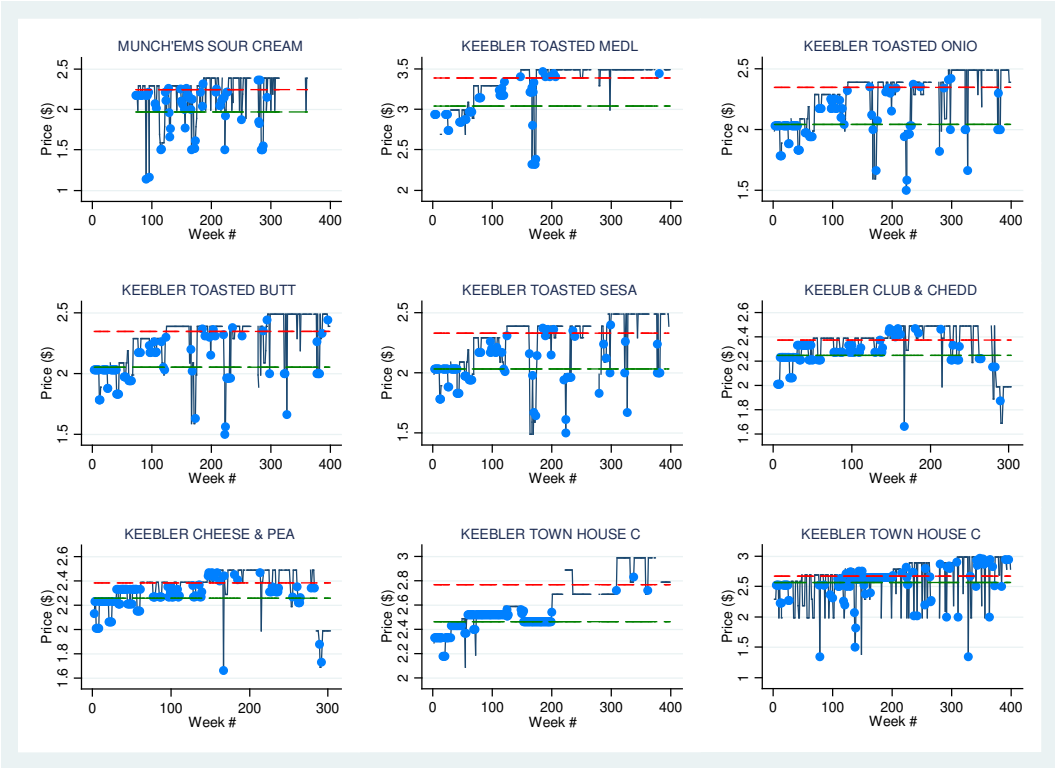 MUNCH'EMS SOUR CREAM
Price ($)
2.5
2
1.5
1
0 100 200 300 400
Week #
KEEBLER TOASTED MEDL
Price ($)
3.5
3
2.5
2
0 100 200 300 400
Week #
KEEBLER TOASTED ONIO
Price ($)
2.5
2
1.5
0 100 200 300 400
Week #
KEEBLER TOASTED BUTT
Price ($)
2.5
2
1.5
0 100 200 300 400
Week #
KEEBLER TOASTED SESA
Price ($)
2.5
2
1.5
0 100 200 300 400
Week #
KEEBLER CLUB & CHEDD
Price ($)
2.6
2.4
2.2
2
1.8
1.6
0 100 200 300
Week #
KEEBLER CHEESE & PEA
Price ($)
2.6
2.4
2.2
2
1.8
1.6
0 100 200 300
Week #
KEEBLER TOWN HOUSE C
Price ($)
3
2.8
2.6
2.4
2.2
2
0 100 200 300 400
Week #
KEEBLER TOWN HOUSE C
Price ($)
3
2.5
2
1.5
1
0 100 200 300 400
Week #